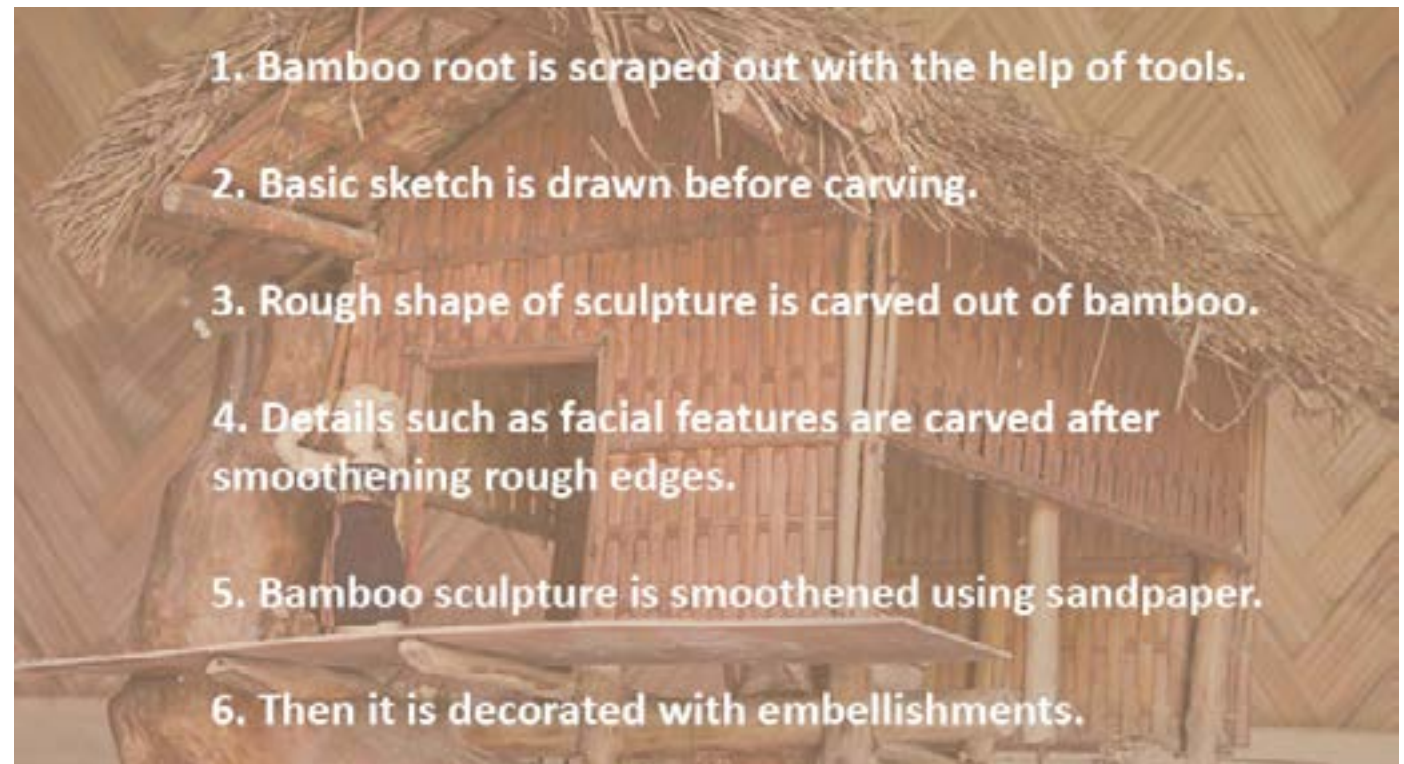 1. Bamboo root is scraped out with the help of tools.
2. Basic sketch is drawn before carving.
3. Rough shape of sculpture is carved out of bamboo.
4. Details such as facial features are carved after
smoothening rough edges.
5. Bamboo sculpture is smoothened using sandpaper.
6. Then it is decorated with embellishments.